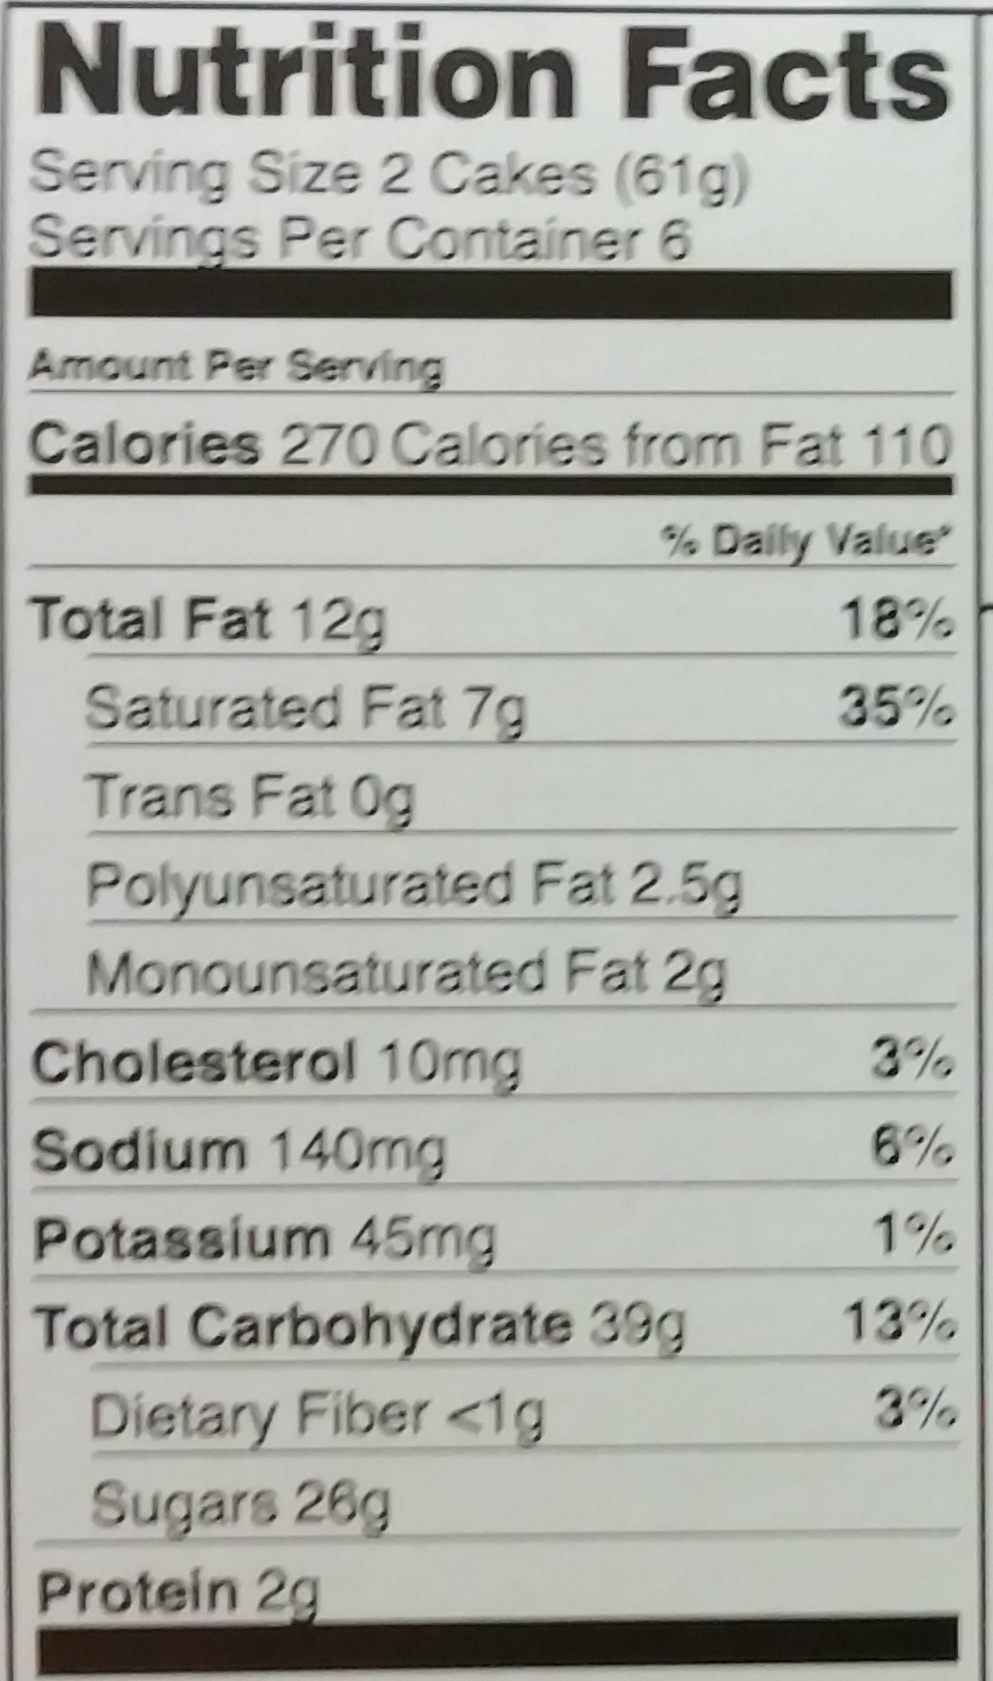 Nutrition Facts
Serving Size 2 Cakes (61g)
Servings Per Container 6
Amount Per Serving
Calories 270 Calories from Fat 110
% Daily Value*
Total Fat 12g 18%
Saturated Fat 7g 35%
Trans Fat 0g
Polyunsaturated Fat 2.5g
Monounsaturated Fat 2g
Cholesterol 10mg 3%
Sodium 140mg 6%
Potassium 45mg 1%
Total Carbohydrate 39g 13%
Dietary Fiber <1g 3%
Sugars 26g
Protein 2g